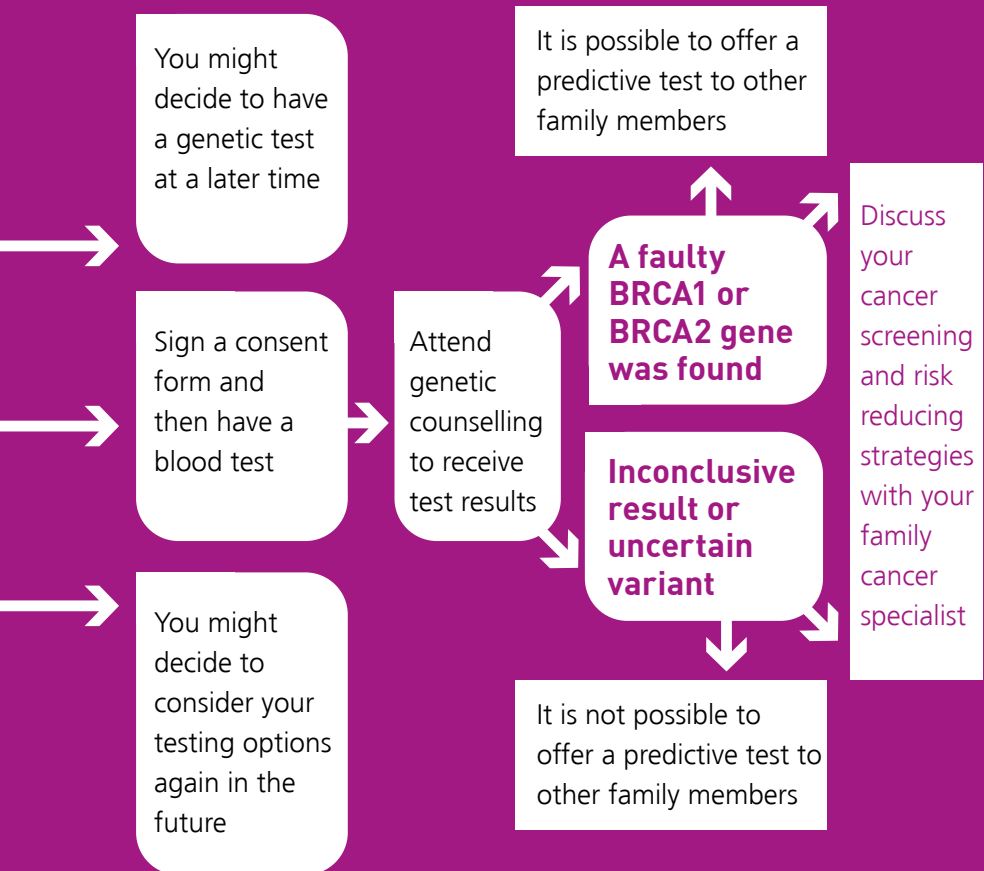 You might
decide to have
a genetic test
at a later time
Sign a consent
form and
then have a
blood test
You might
decide to
consider your
testing options
again in the
future
Attend
genetic
counselling
to receive
test results
It is possible to offer a
predictive test to other
family members
A faulty
BRCA1 or
BRCA2 gene
was found
Inconclusive
result or
uncertain
variant
It is not possible to
offer a predictive test to
other family members
Discuss
your
cancer
screening
and risk
reducing
strategies
with your
family
cancer
specialist